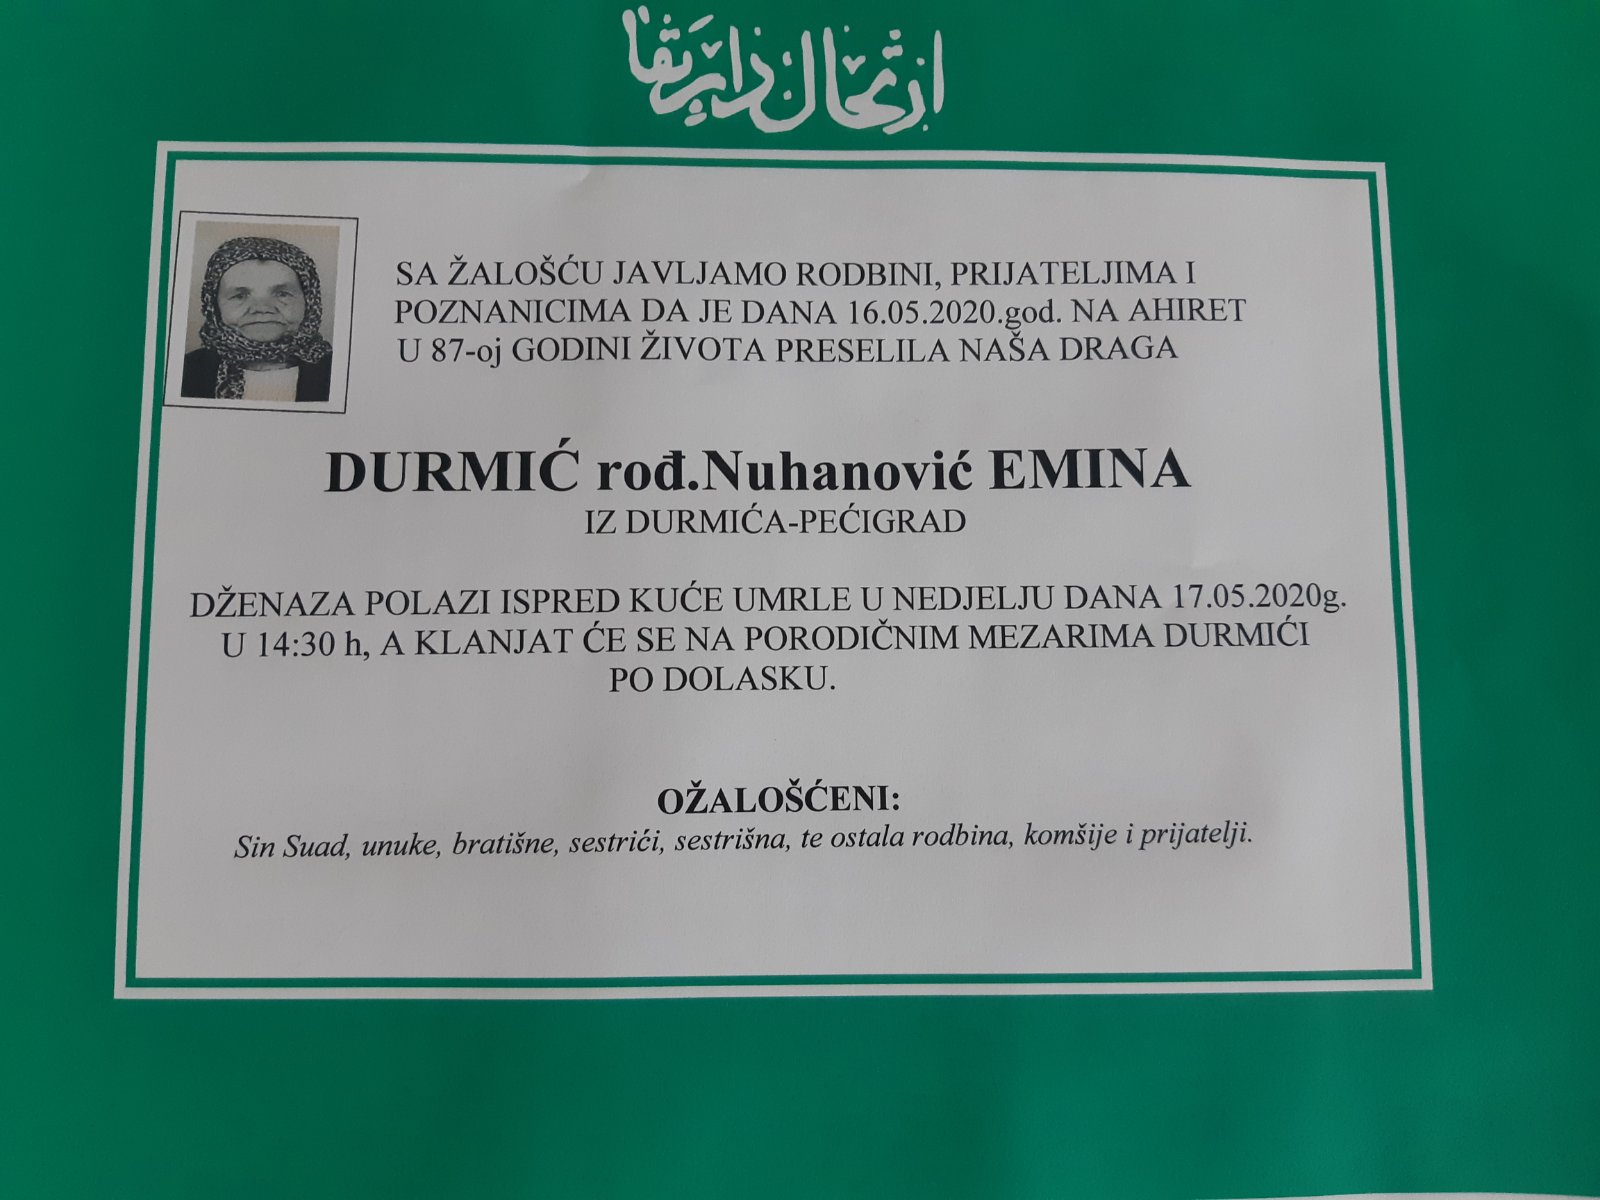 ارتحال داربقا
SA ŽALOŠĆU JAVLJAMO RODBINI, PRIJATELJIMA I
POZNANICIMA DA JE DANA 16.05.2020.god. NA AHIRET
U 87-oj GODINI ŽIVOTA PRESELILA NAŠA DRAGA
DURMIĆ rođ.Nuhanović EMINA
IZ DURMIĆA-PEĆIGRAD
DŽENAZA POLAZI ISPRED KUĆE UMRLE U NEDJELJU DANA 17.05.2020g.
U 14:30 h, A KLANJAT ĆE SE NA PORODIČNIM MEZARIMA DURMIĆI
PO DOLASKU.
OŽALOŠĆENI:
Sin Suad, unuke, bratišne, sestrići, sestrišna, te ostala rodbina, komšije i prijatelji.